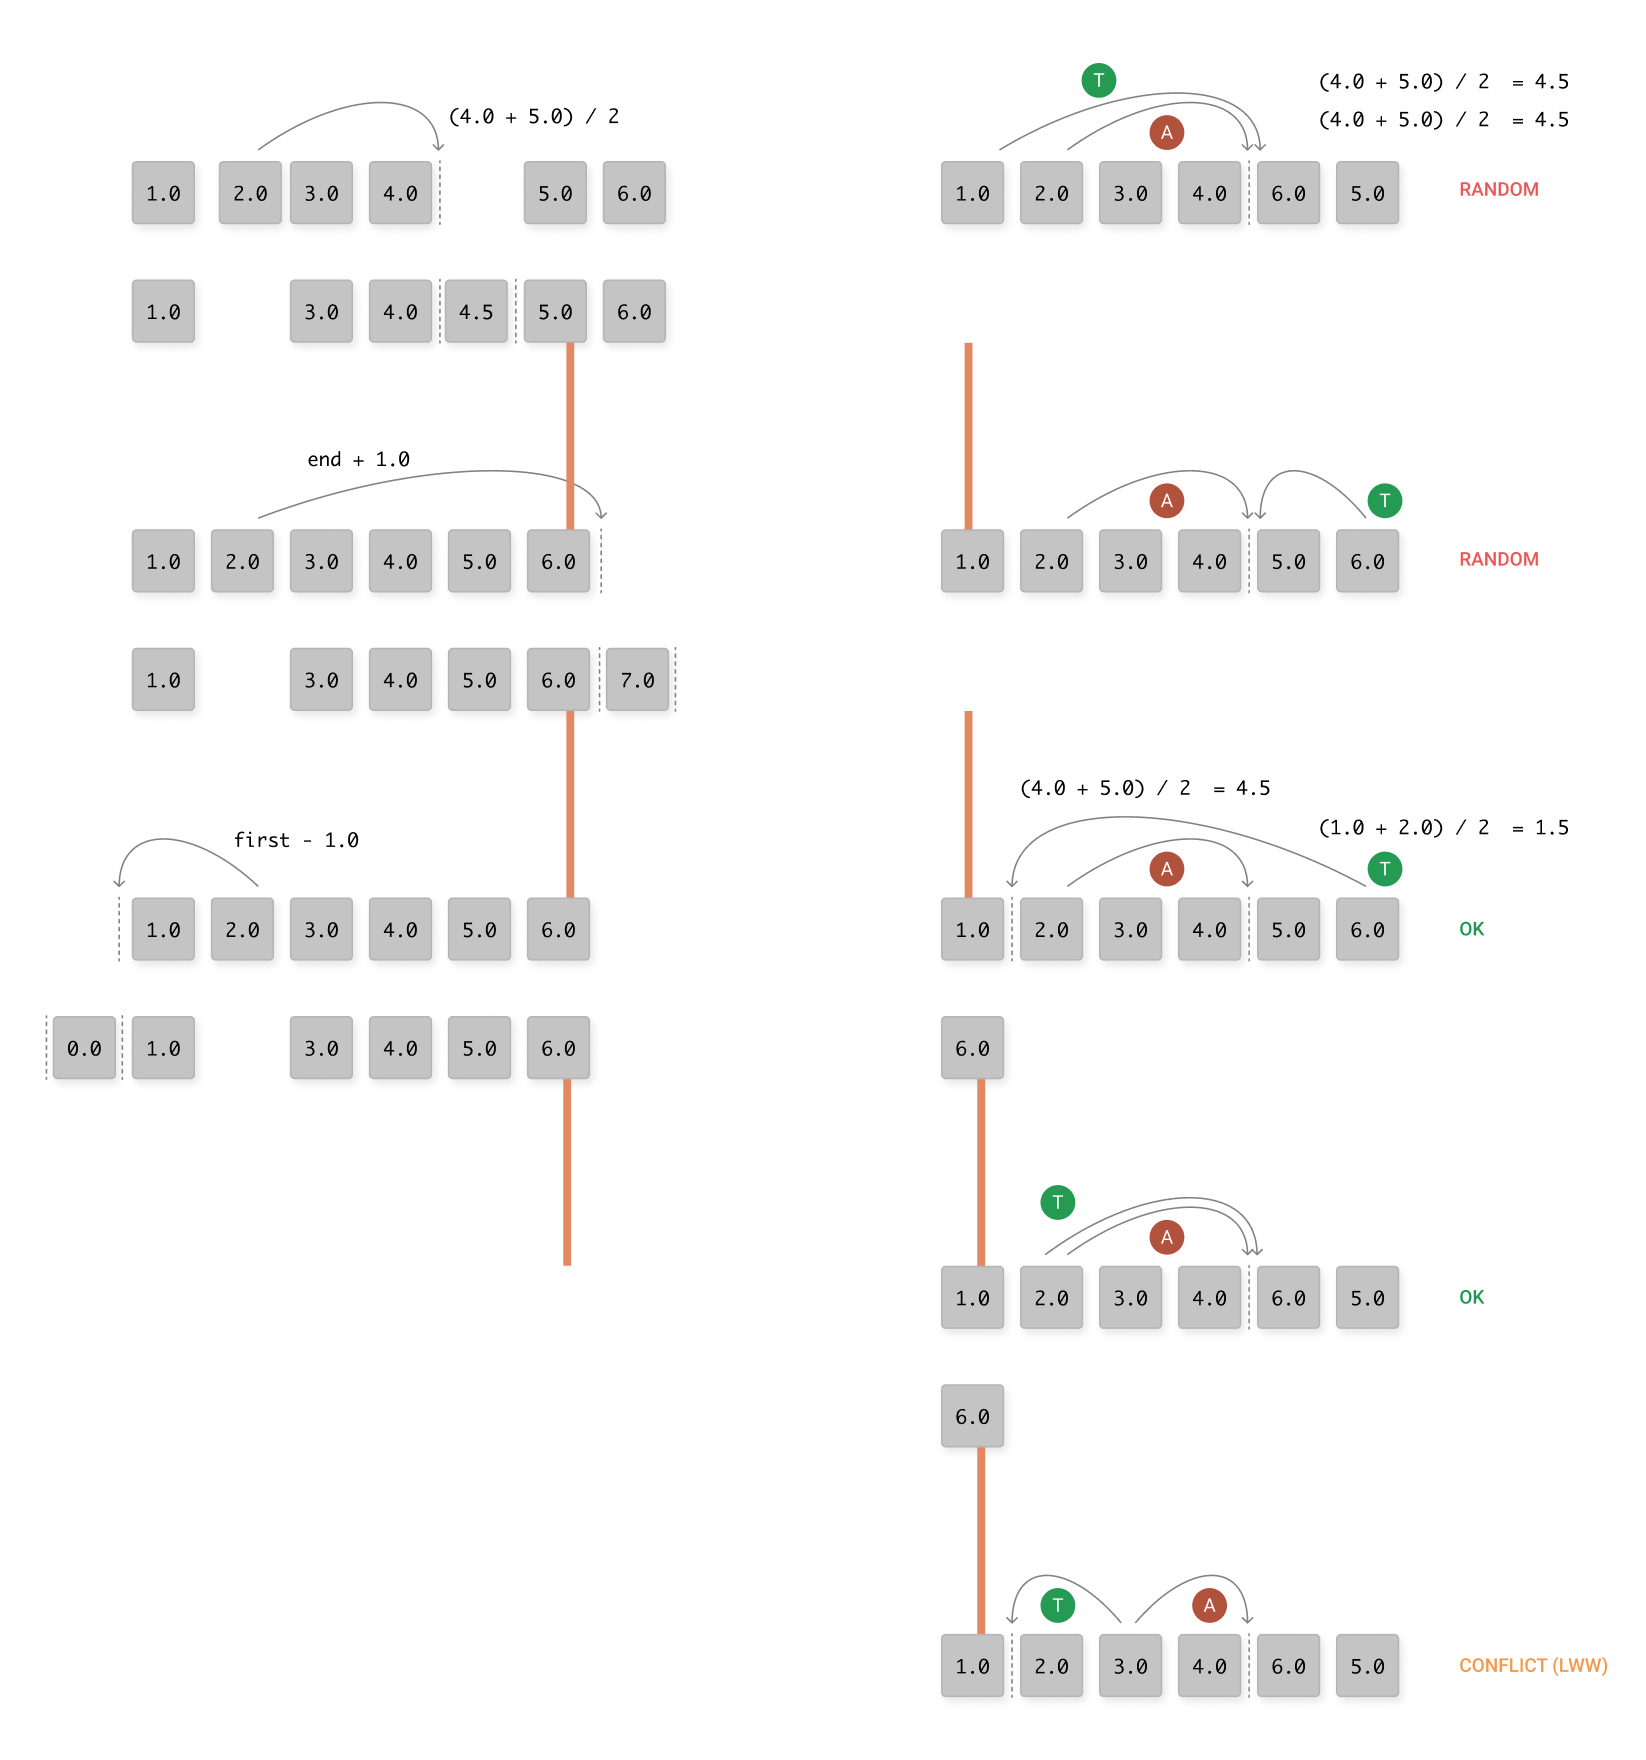 (4.0 + 5.0) / 2
1.0 2.0 3.0 4.0 5.0 6.0
1.0 3.0 4.0 4.5 5.0 6.0
end + 1.0
1.0 2.0 3.0 4.0 5.0 6.0
1.0 3.0 4.0 5.0 6.0 7.0
first - 1.0
1.0 2.0 3.0 4.0 5.0 6.0
0.0 1.0 3.0 4.0 5.0 6.0
T
(4.0 + 5.0) / 2 = 4.5
(4.0 + 5.0) / 2 = 4.5
A
1.0 2.0 3.0 4.0 6.0 5.0 RANDOM
A T
1.0 2.0 3.0 4.0 5.0 6.0 RANDOM
(4.0 + 5.0) / 2 = 4.5
(1.0 + 2.0) / 2 = 1.5
A T
1.0 2.0 3.0 4.0 5.0 6.0 OK
6.0
T
A
1.0 2.0 3.0 4.0 6.0 5.0 OK
6.0
T A
1.0 2.0 3.0 4.0 6.0 5.0 CONFLICT (LWW)